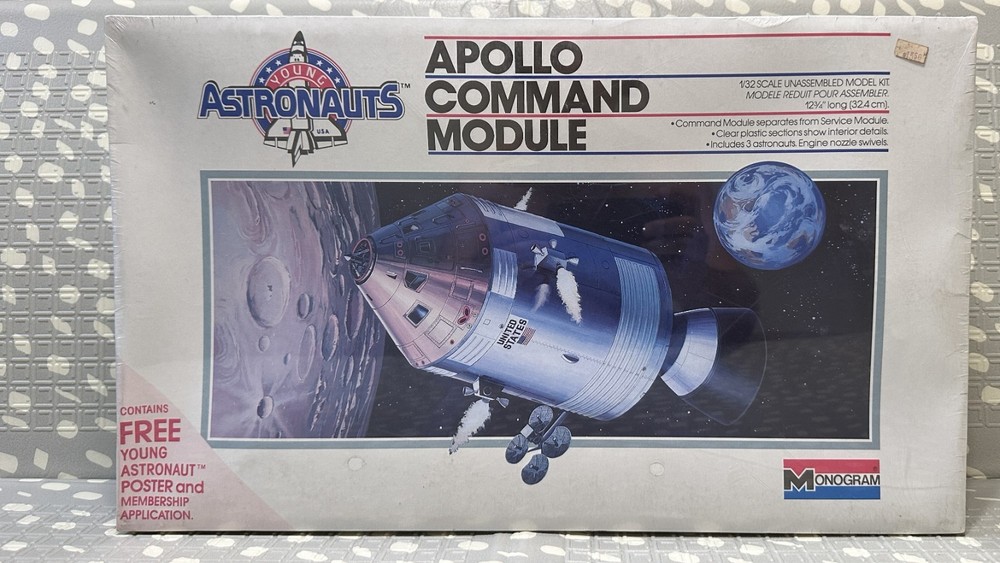 YOUNG
ASTRONAUTS™
USA
APOLLO
COMMAND
MODULE
1/32 SCALE UNASSEMBLED MODEL KIT.
MODELE REDUIT POUR ASSEMBLER.
12¾" long (32.4 cm).
• Command Module separates from Service Module.
• Clear plastic sections show interior details.
• Includes 3 astronauts. Engine nozzle swivels.
UNITED
STATES
CONTAINS
FREE
YOUNG
ASTRONAUT™
POSTER and
MEMBERSHIP
APPLICATION.
MONOGRAM®